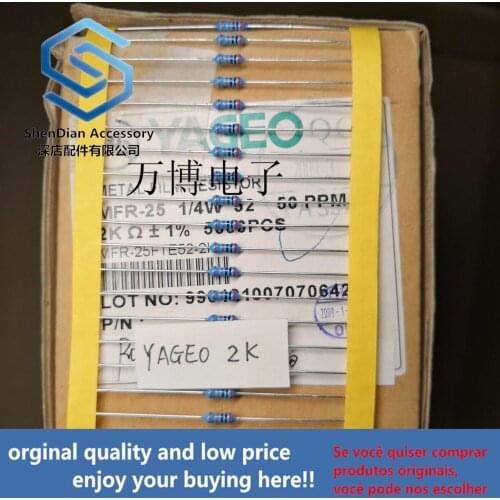 ShenDian Accessory
深店配件有限公司
YAGEO
万博电子
METAL FILM RESISTOR
MFR-25 1/4W 52 50 PPM
2KΩ±1% 5000PCS
MFR-25FTE52-2K
LOT NO:
P/N
YAGEO 2K
orginal quality and low price
enjoy your buying here!!
Se você quiser comprar
produtos originais,
você pode nos escolher